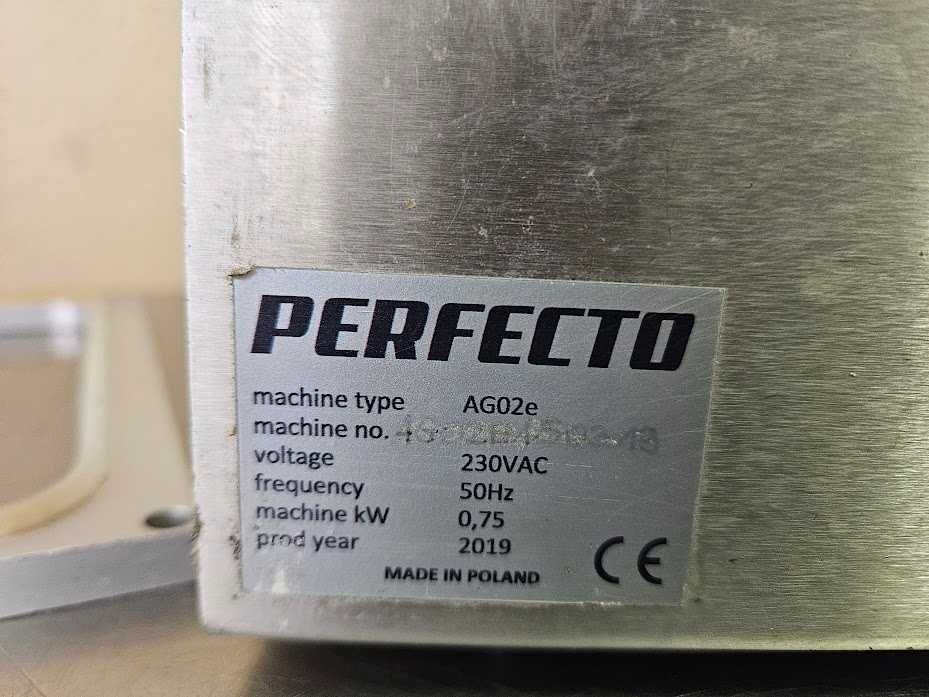 PERFECTO
machine type AG02e
machine no.
voltage 230VAC
frequency 50Hz
machine kW 0,75
prod year 2019
MADE IN POLAND CE